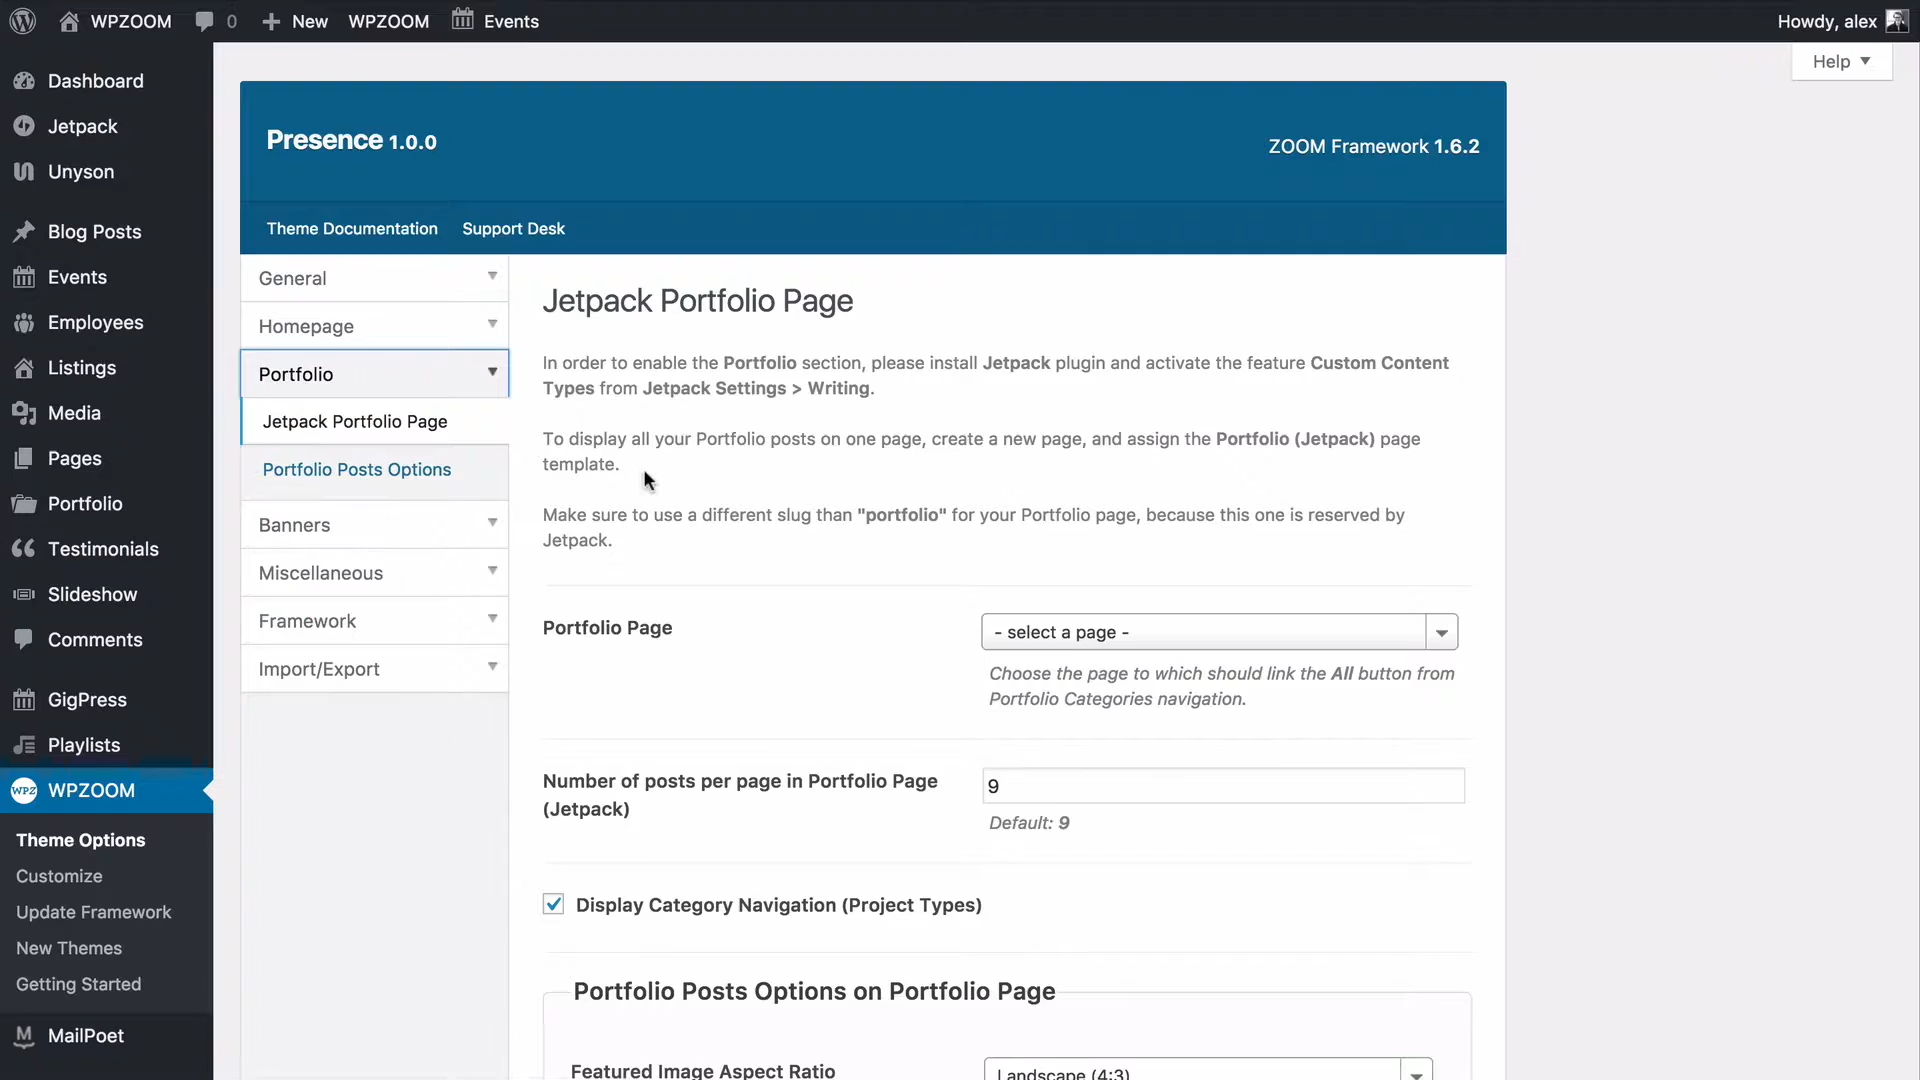 WPZOOM 0 New WPZOOM Events Howdy, alex
Help ▼
Dashboard
Jetpack
Unyson
Blog Posts
Events
Employees
Listings
Media
Pages
Portfolio
Testimonials
Slideshow
Comments
GigPress
Playlists
WPZ WPZOOM
Theme Options
Customize
Update Framework
New Themes
Getting Started
M MailPoet
Presence 1.0.0
ZOOM Framework 1.6.2
Theme Documentation Support Desk
General
Homepage
Portfolio
Jetpack Portfolio Page
Portfolio Posts Options
Banners
Miscellaneous
Framework
Import/Export
Jetpack Portfolio Page
In order to enable the Portfolio section, please install Jetpack plugin and activate the feature Custom Content
Types from Jetpack Settings > Writing.
To display all your Portfolio posts on one page, create a new page, and assign the Portfolio (Jetpack) page
template.
Make sure to use a different slug than "portfolio" for your Portfolio page, because this one is reserved by
Jetpack.
Portfolio Page
- select a page -
Choose the page to which should link the All button from
Portfolio Categories navigation.
Number of posts per page in Portfolio Page
(Jetpack)
9
Default: 9
Display Category Navigation (Project Types)
Portfolio Posts Options on Portfolio Page
Featured Image Aspect Ratio
Landscape (4:3)